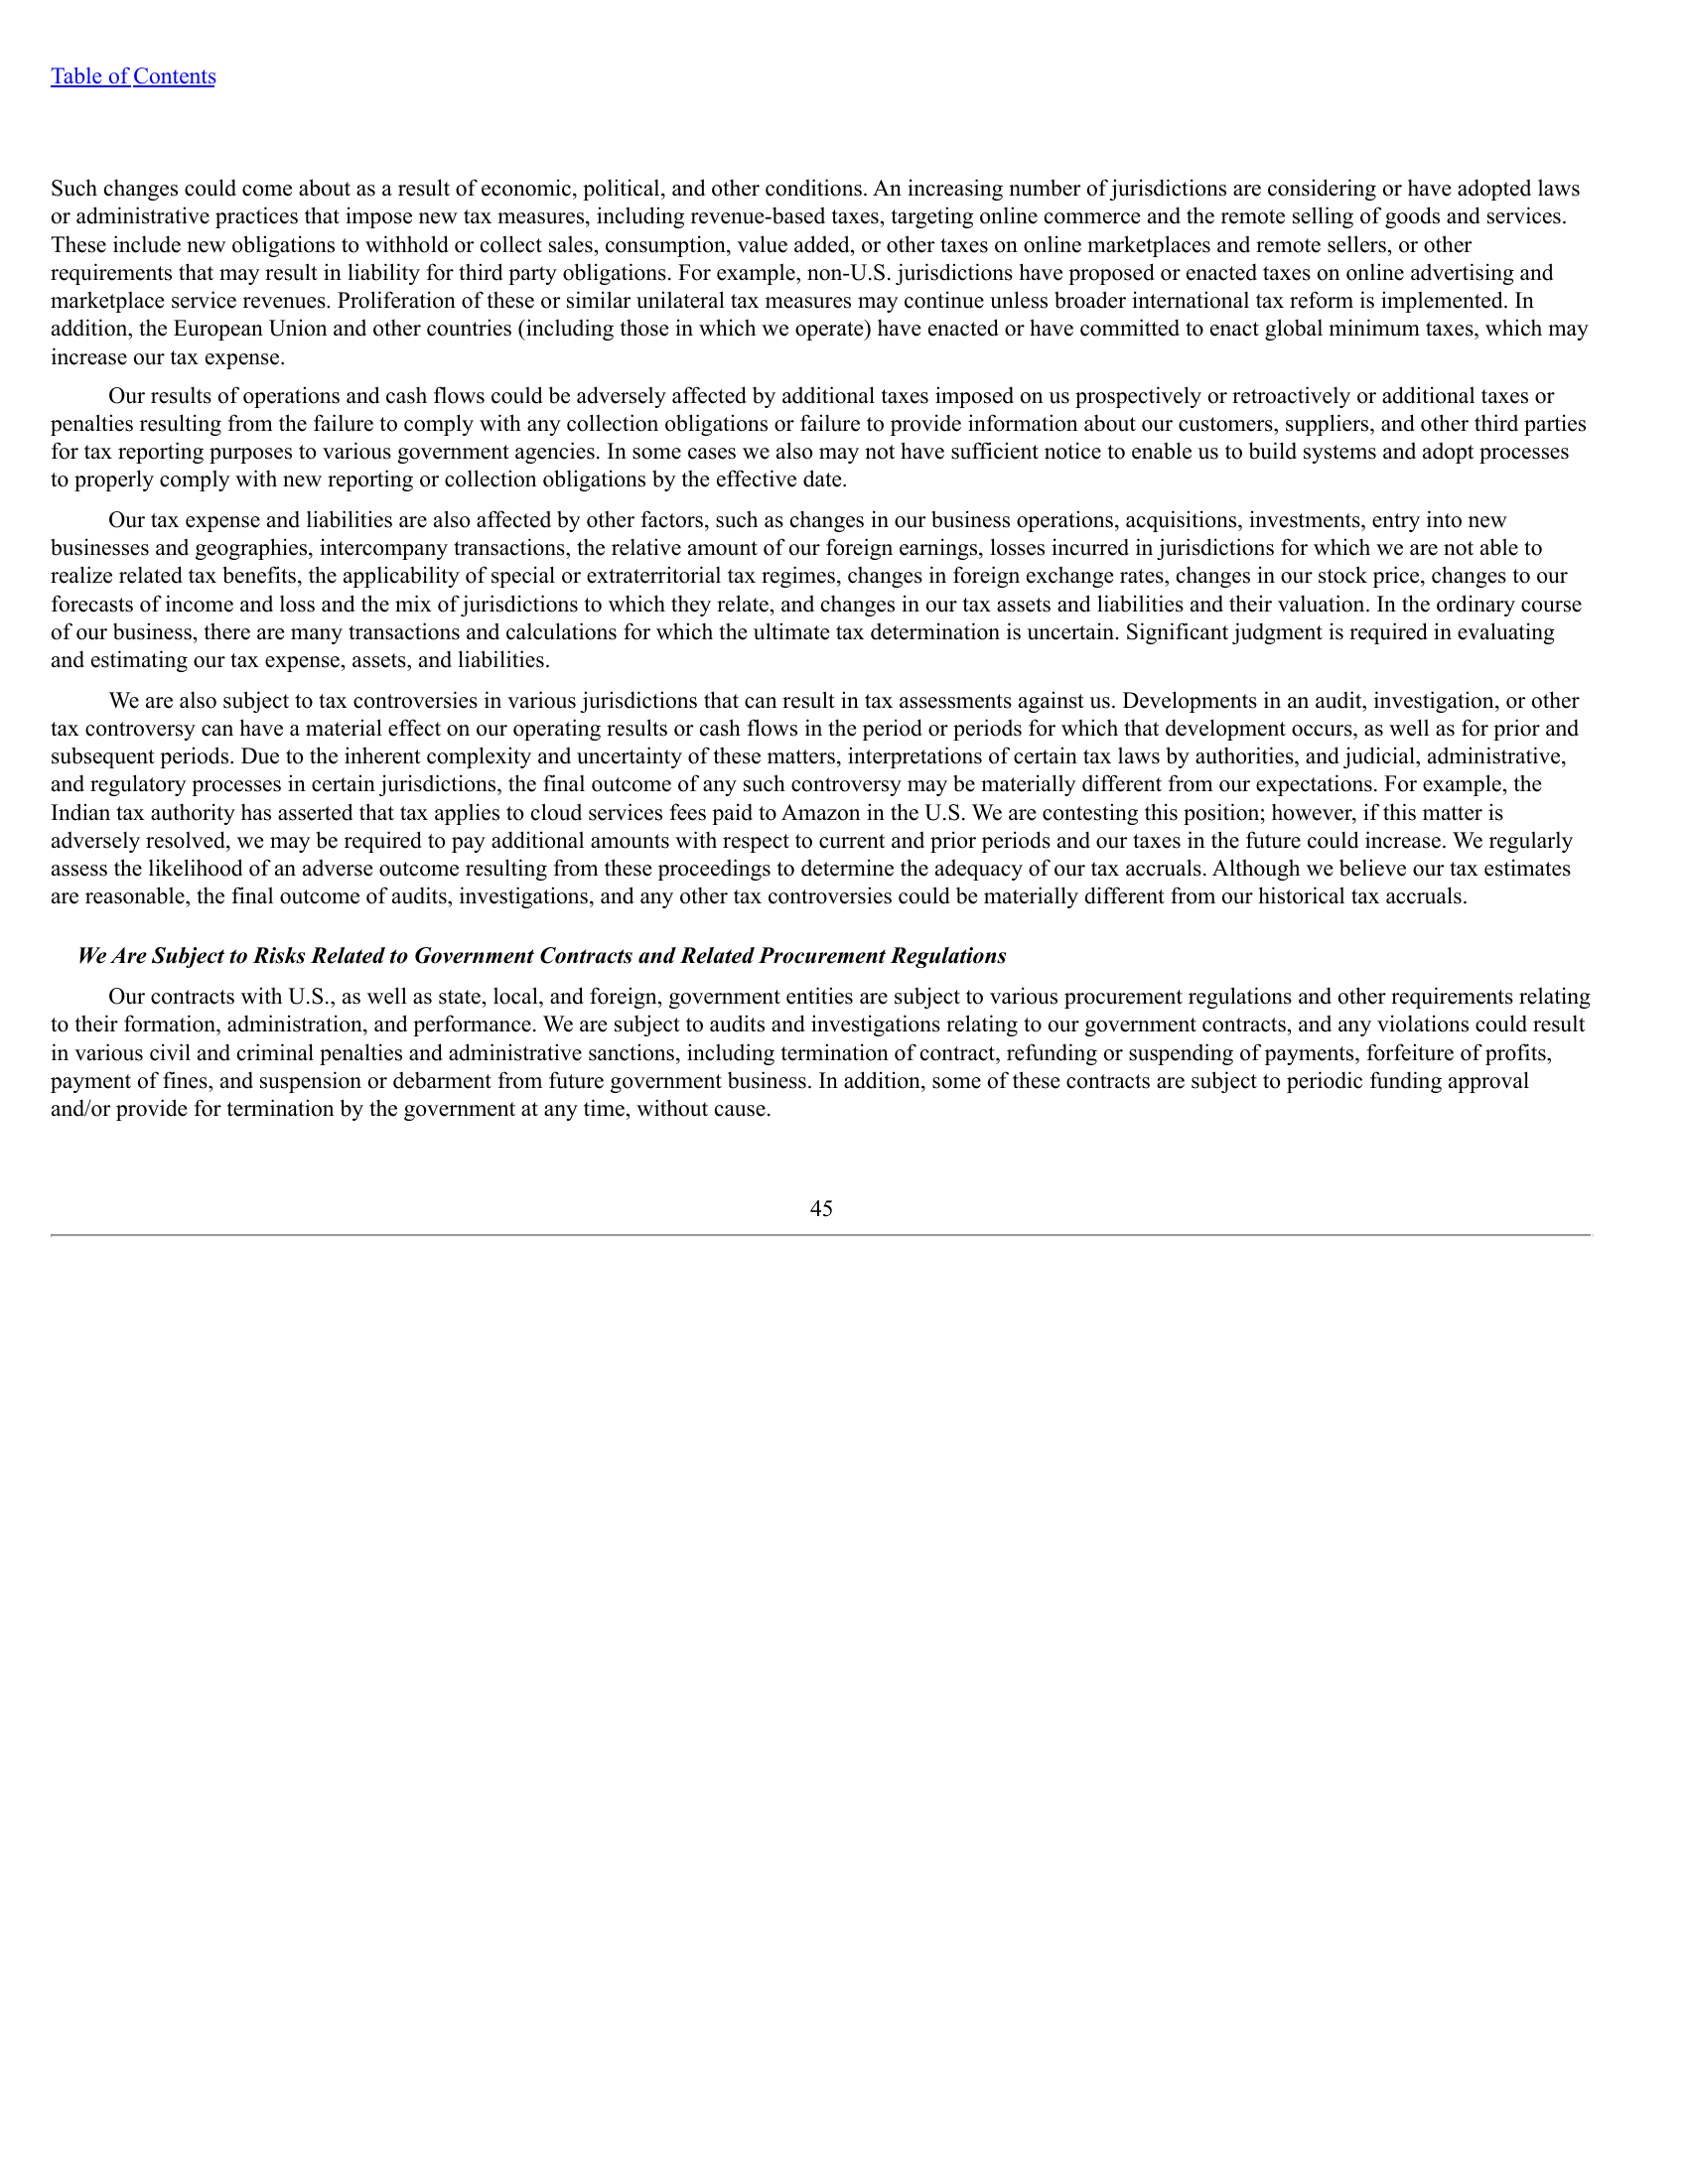 Table of Contents
Such changes could come about as a result of economic, political, and other conditions. An increasing number of jurisdictions are considering or have adopted laws
or administrative practices that impose new tax measures, including revenue-based taxes, targeting online commerce and the remote selling of goods and services.
These include new obligations to withhold or collect sales, consumption, value added, or other taxes on online marketplaces and remote sellers, or other
requirements that may result in liability for third party obligations. For example, non-U.S. jurisdictions have proposed or enacted taxes on online advertising and
marketplace service revenues. Proliferation of these or similar unilateral tax measures may continue unless broader international tax reform is implemented. In
addition, the European Union and other countries (including those in which we operate) have enacted or have committed to enact global minimum taxes, which may
increase our tax expense.
Our results of operations and cash flows could be adversely affected by additional taxes imposed on us prospectively or retroactively or additional taxes or
penalties resulting from the failure to comply with any collection obligations or failure to provide information about our customers, suppliers, and other third parties
for tax reporting purposes to various government agencies. In some cases we also may not have sufficient notice to enable us to build systems and adopt processes
to properly comply with new reporting or collection obligations by the effective date.
Our tax expense and liabilities are also affected by other factors, such as changes in our business operations, acquisitions, investments, entry into new
businesses and geographies, intercompany transactions, the relative amount of our foreign earnings, losses incurred in jurisdictions for which we are not able to
realize related tax benefits, the applicability of special or extraterritorial tax regimes, changes in foreign exchange rates, changes in our stock price, changes to our
forecasts of income and loss and the mix of jurisdictions to which they relate, and changes in our tax assets and liabilities and their valuation. In the ordinary course
of our business, there are many transactions and calculations for which the ultimate tax determination is uncertain. Significant judgment is required in evaluating
and estimating our tax expense, assets, and liabilities.
We are also subject to tax controversies in various jurisdictions that can result in tax assessments against us. Developments in an audit, investigation, or other
tax controversy can have a material effect on our operating results or cash flows in the period or periods for which that development occurs, as well as for prior and
subsequent periods. Due to the inherent complexity and uncertainty of these matters, interpretations of certain tax laws by authorities, and judicial, administrative,
and regulatory processes in certain jurisdictions, the final outcome of any such controversy may be materially different from our expectations. For example, the
Indian tax authority has asserted that tax applies to cloud services fees paid to Amazon in the U.S. We are contesting this position; however, if this matter is
adversely resolved, we may be required to pay additional amounts with respect to current and prior periods and our taxes in the future could increase. We regularly
assess the likelihood of an adverse outcome resulting from these proceedings to determine the adequacy of our tax accruals. Although we believe our tax estimates
are reasonable, the final outcome of audits, investigations, and any other tax controversies could be materially different from our historical tax accruals.
We Are Subject to Risks Related to Government Contracts and Related Procurement Regulations
Our contracts with U.S., as well as state, local, and foreign, government entities are subject to various procurement regulations and other requirements relating
to their formation, administration, and performance. We are subject to audits and investigations relating to our government contracts, and any violations could result
in various civil and criminal penalties and administrative sanctions, including termination of contract, refunding or suspending of payments, forfeiture of profits,
payment of fines, and suspension or debarment from future government business. In addition, some of these contracts are subject to periodic funding approval
and/or provide for termination by the government at any time, without cause.
45